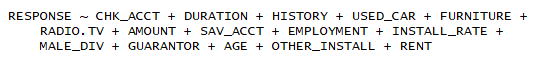 RESPONSE ~ CHK_ACCT + DURATION + HISTORY + USED_CAR + FURNITURE +
RADIO.TV + AMOUNT + SAV_ACCT + EMPLOYMENT + INSTALL_RATE +
MALE_DIV + GUARANTOR + AGE + OTHER_INSTALL + RENT